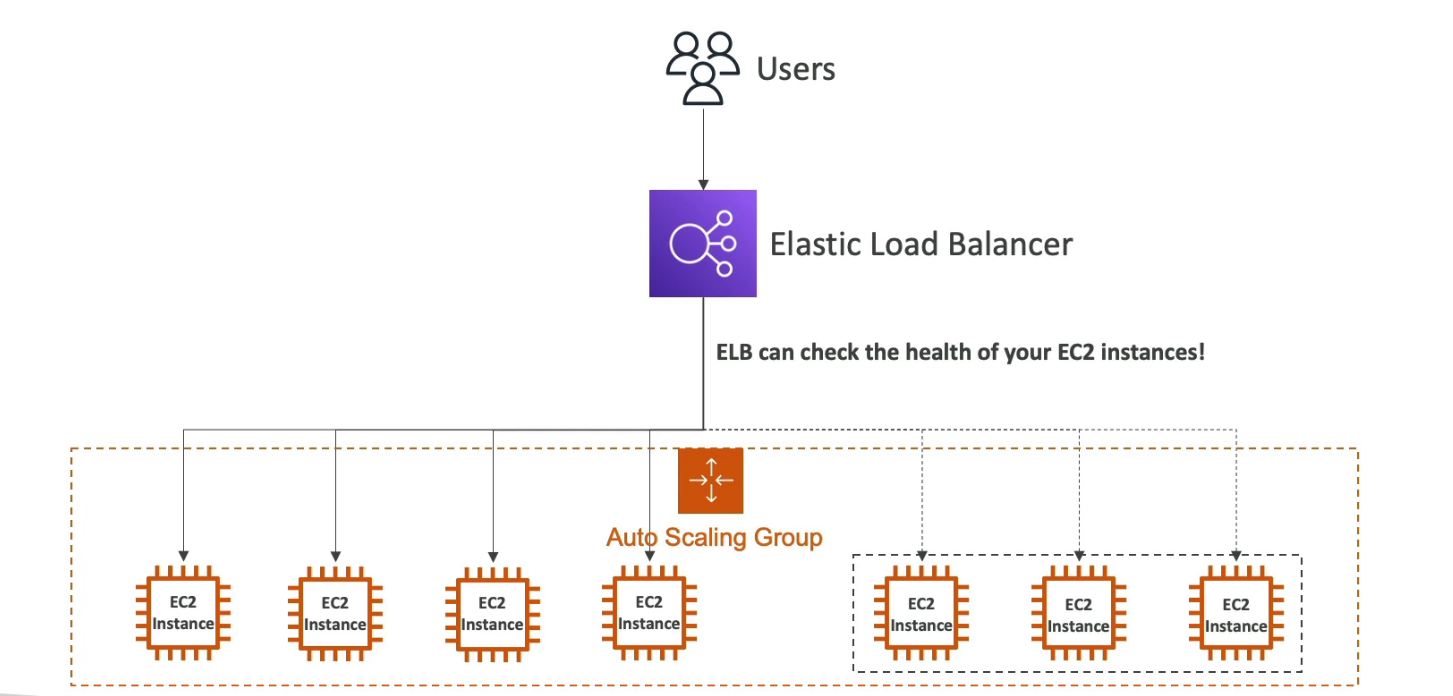 Users
Elastic Load Balancer
ELB can check the health of your EC2 instances!
Auto Scaling Group
EC2
Instance
EC2
Instance
EC2
Instance
EC2
Instance
EC2
Instance
EC2
Instance
EC2
Instance